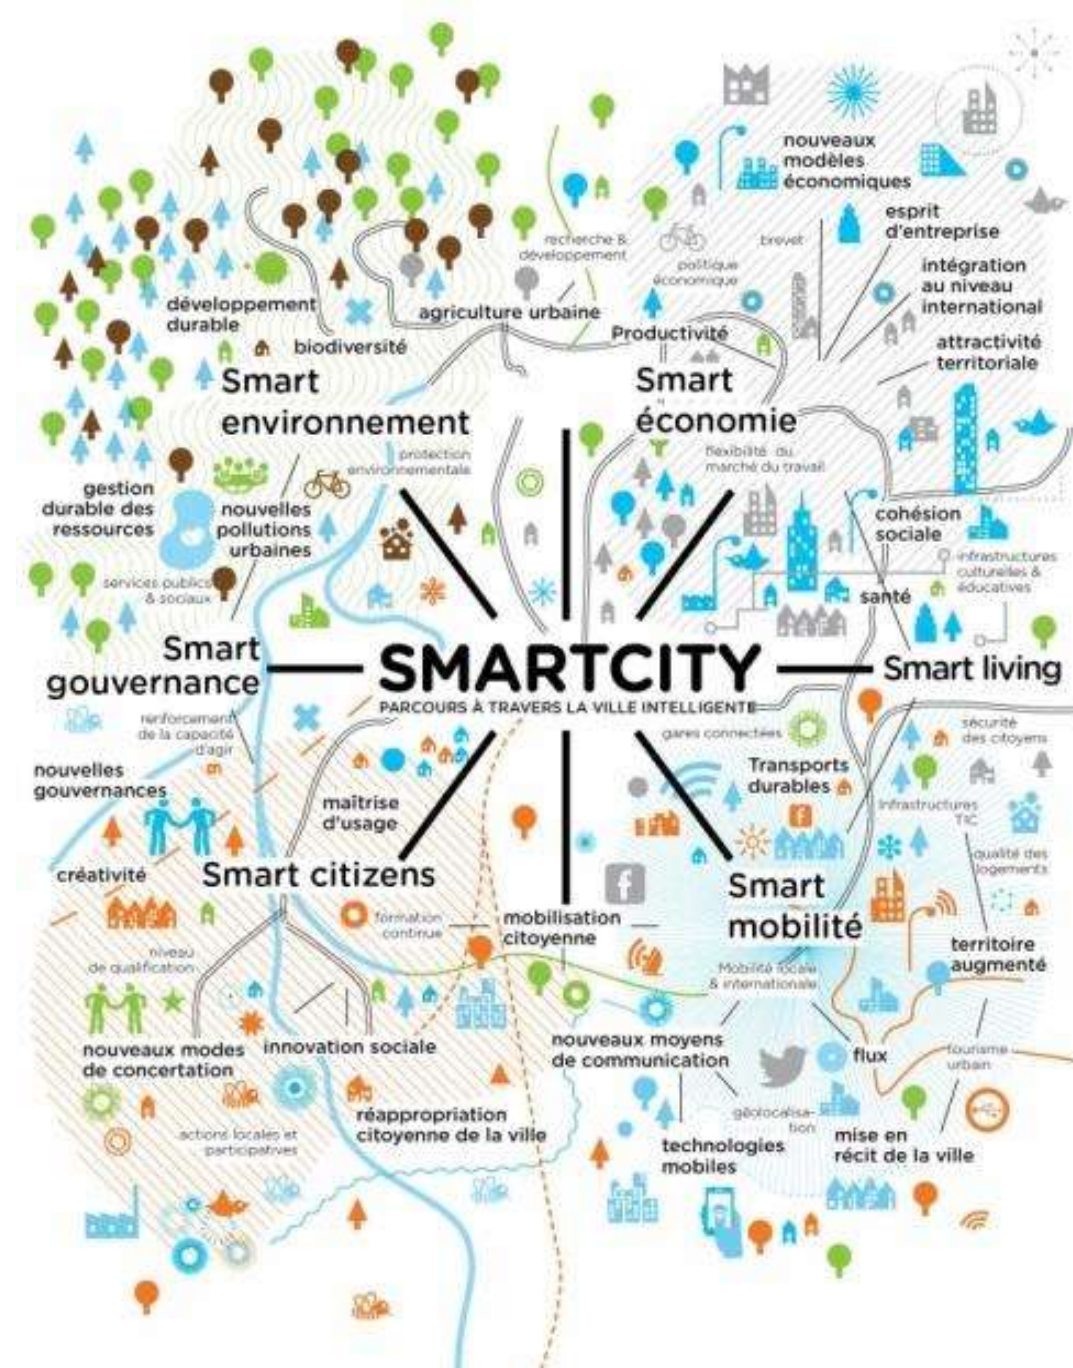 nouveaux
modèles
économiques
esprit
d'entreprise
recherche &
développement
brevet
politique
économique
intégration
au niveau
international
développement
durable
agriculture urbaine
biodiversité
Productivité
attractivité
territoriale
Smart
environnement
Smart
économie
protection
environnementale
flexibilité du
marché du travail
gestion
durable des
ressources
nouvelles
pollutions
urbaines
cohésion
sociale
infrastructures
culturelles &
éducatives
services publics
& sociaux
santé
Smart
gouvernance
SMARTCITY
PARCOURS À TRAVERS LA VILLE INTELLIGENTE
Smart living
renforcement
de la capacité
d'agir
gares connectées
sécurité
des citoyens
nouvelles
gouvernances
Transports
durables
maîtrise
d'usage
infrastructures
TIC
f
qualité des
logements
créativité
Smart citizens
f
Smart
mobilité
formation
continue
mobilisation
citoyenne
niveau
de qualification
territoire
augmenté
Mobilité locale
& internationale
nouveaux modes
de concertation
innovation sociale
nouveaux moyens
de communication
flux
tourisme
urbain
réappropriation
citoyenne de la ville
géolocalisa-
tion
actions locales et
participatives
technologies
mobiles
mise en
récit de la ville